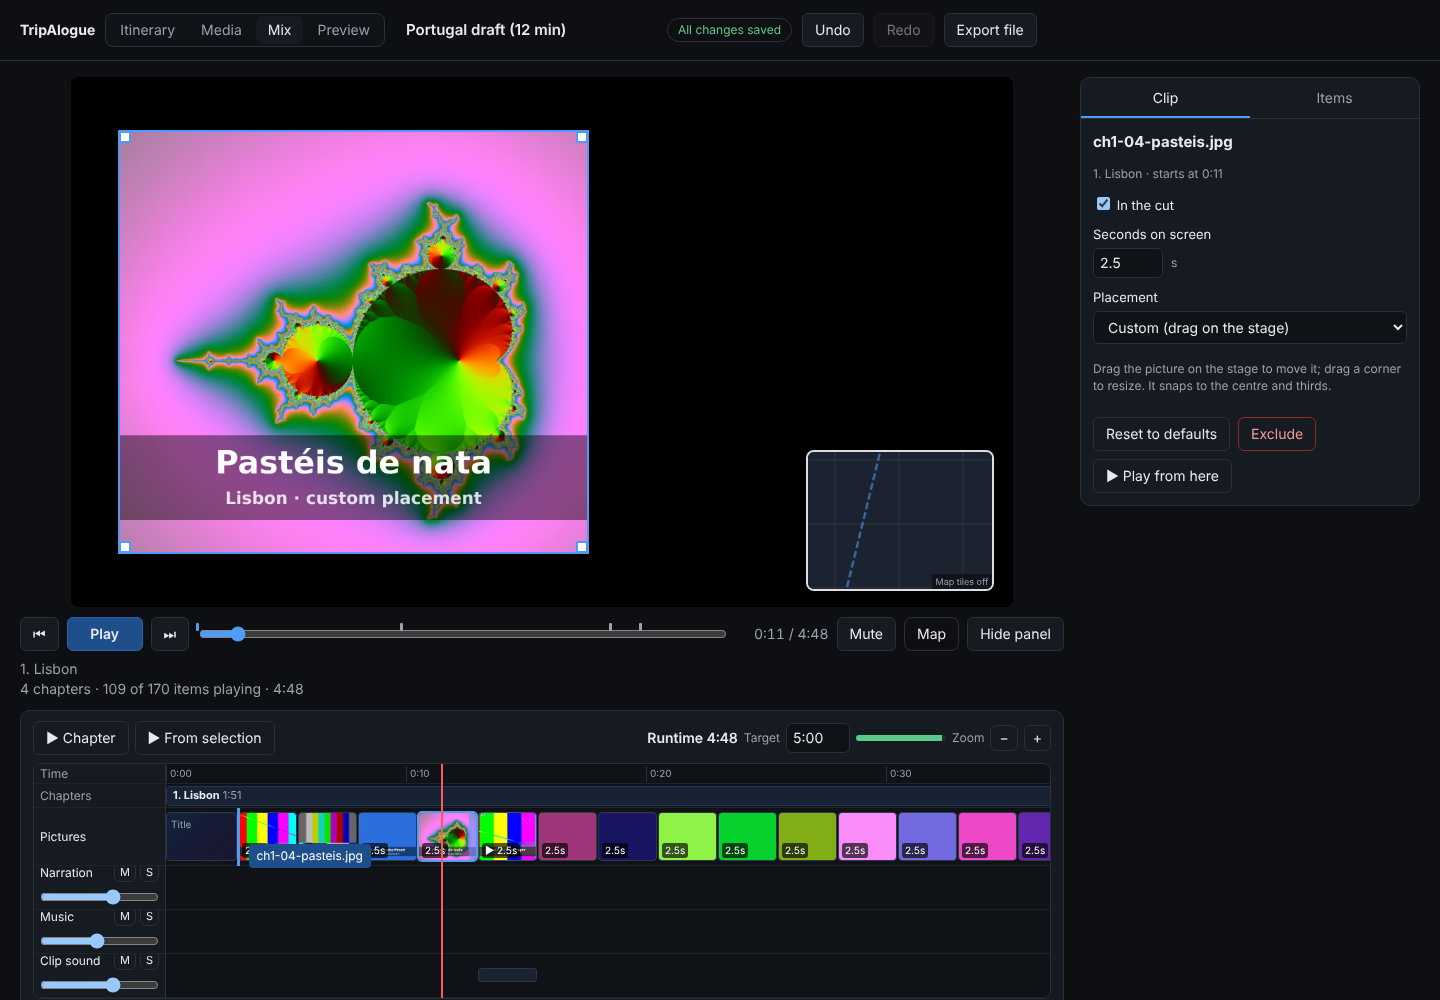 TripAlogue
Itinerary
Media
Mix
Preview
Portugal draft (12 min)
All changes saved
Undo
Redo
Export file
Clip
Items
ch1-04-pasteis.jpg
1. Lisbon · starts at 0:11
In the cut
Seconds on screen
2.5 s
Placement
Custom (drag on the stage)
Drag the picture on the stage to move it; drag a corner
to resize. It snaps to the centre and thirds.
Reset to defaults
Exclude
▶ Play from here
Pastéis de nata
Lisbon · custom placement
Map tiles off
Play
0:11 / 4:48
Mute
Map
Hide panel
1. Lisbon
4 chapters · 109 of 170 items playing · 4:48
▶ Chapter
▶ From selection
Runtime 4:48
Target
5:00
Zoom
−
+
Time
0:00
0:10
0:20
0:30
Chapters
1. Lisbon 1:51
Pictures
Title
ch1-04-pasteis.jpg
2.5s
2.5s
2.5s
2.5s
2.5s
2.5s
2.5s
2.5s
2.5s
2.5s
2.5s
Narration
M
S
Music
M
S
Clip sound
M
S